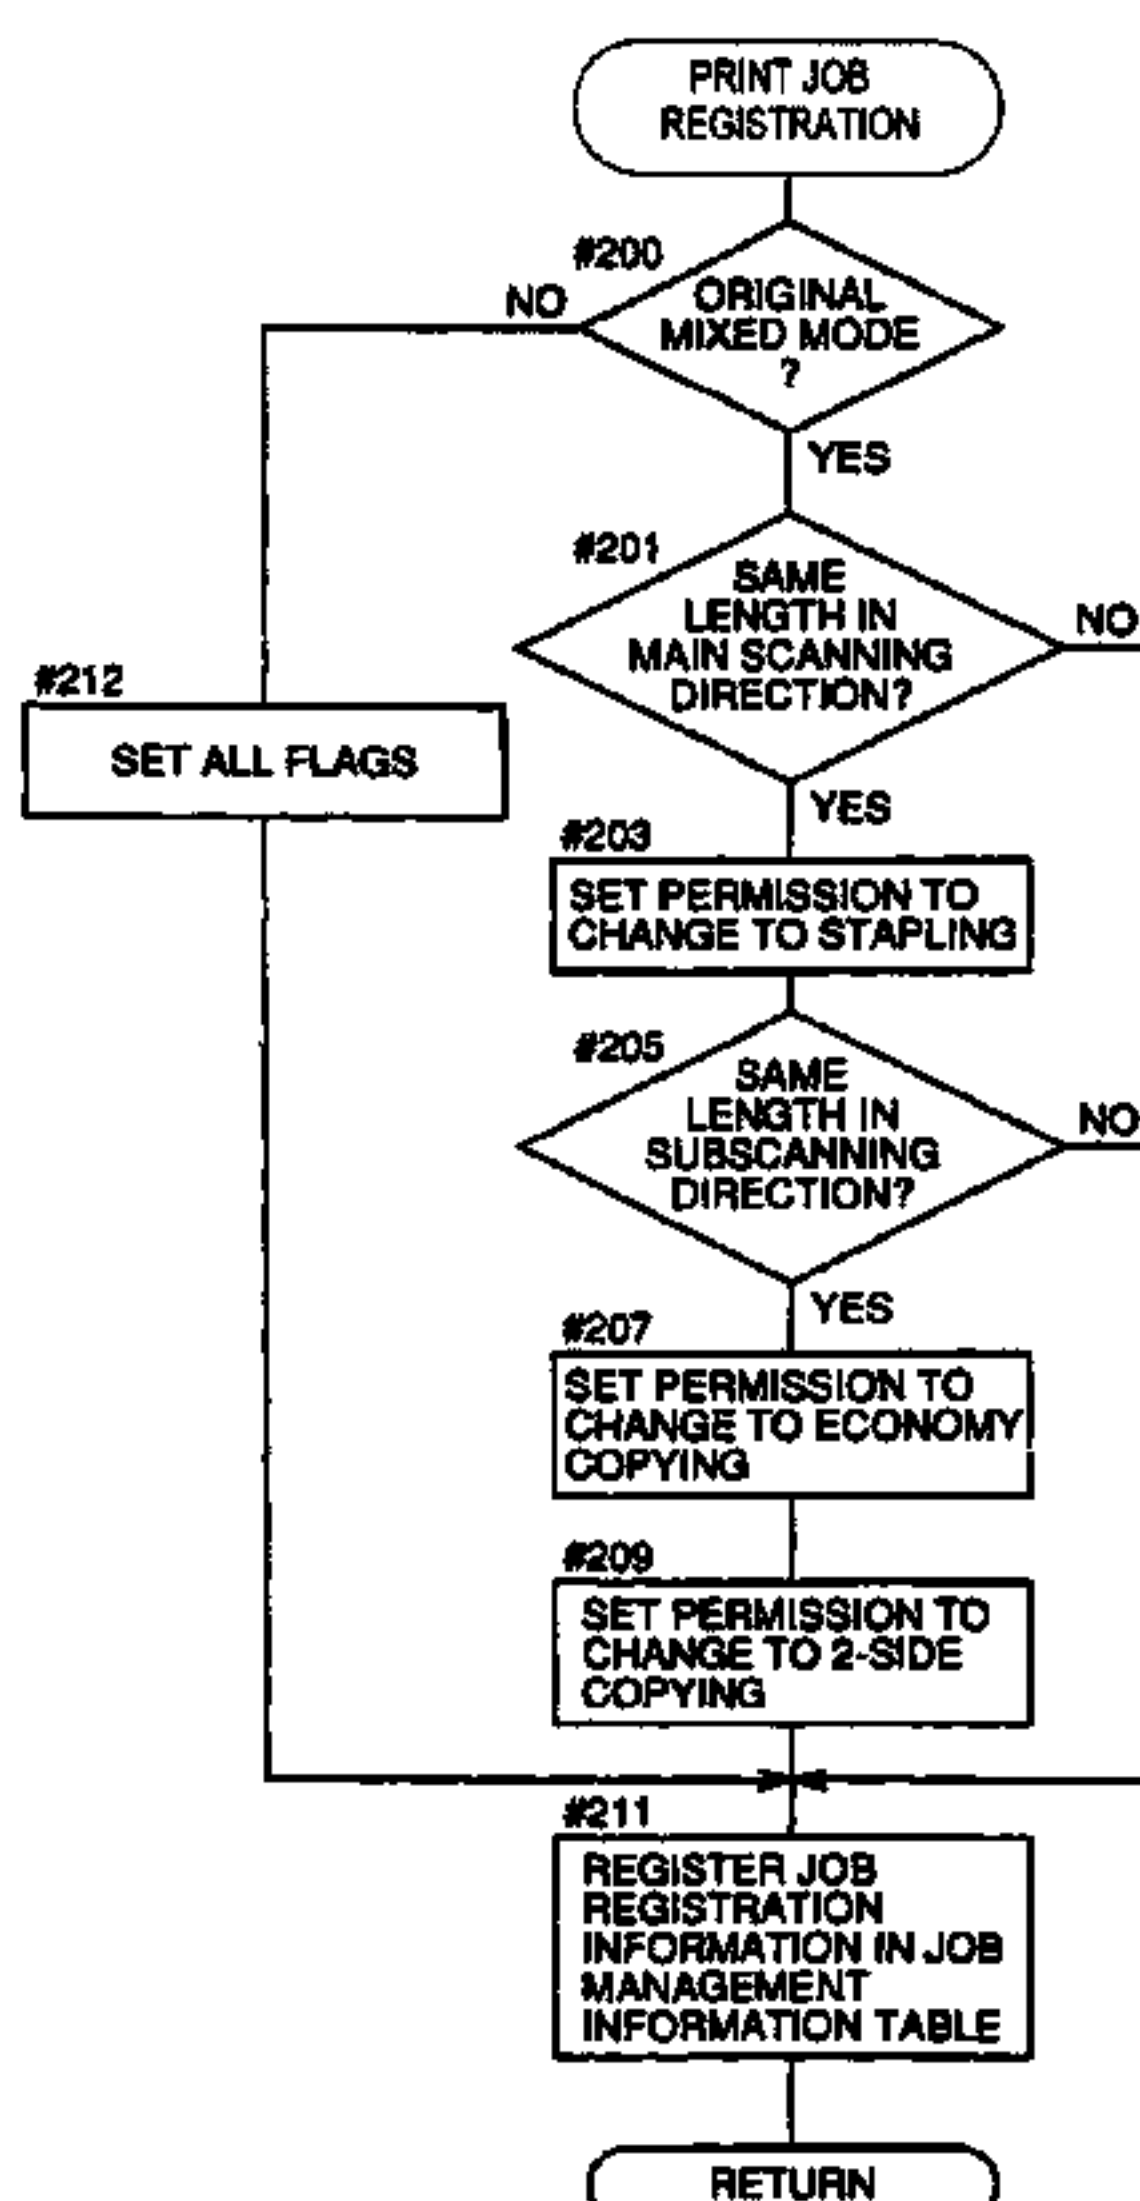 PRINT JOB
REGISTRATION
#200
NO
ORIGINAL
MIXED MODE
?
YES
#201
SAME
LENGTH IN
MAIN SCANNING
DIRECTION?
NO
#212
SET ALL FLAGS
YES
#203
SET PERMISSION TO
CHANGE TO STAPLING
#205
SAME
LENGTH IN
SUBSCANNING
DIRECTION?
NO
YES
#207
SET PERMISSION TO
CHANGE TO ECONOMY
COPYING
#209
SET PERMISSION TO
CHANGE TO 2-SIDE
COPYING
#211
REGISTER JOB
REGISTRATION
INFORMATION IN JOB
MANAGEMENT
INFORMATION TABLE
RETURN